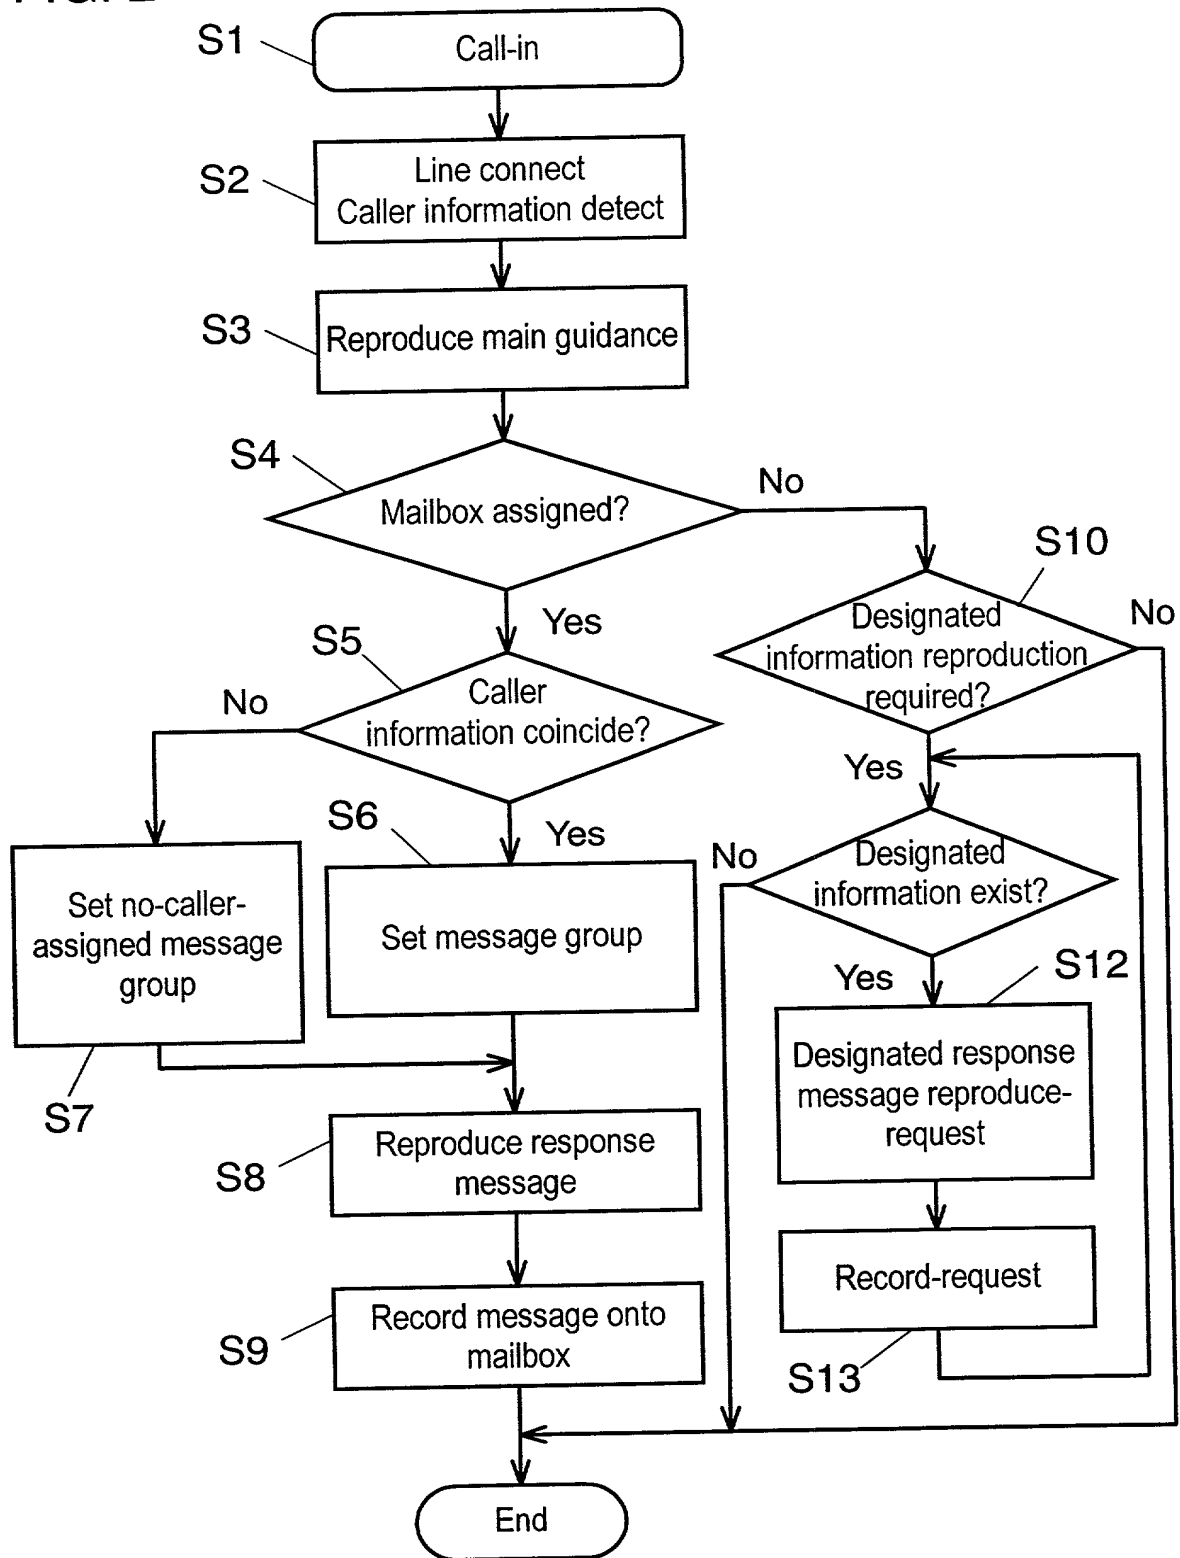 S1
Call-in
S2
Line connect
Caller information detect
S3
Reproduce main guidance
S4
Mailbox assigned?
No
Yes
S10
Designated
information reproduction
required?
No
Yes
S5
Caller
information coincide?
No
Yes
S6
Set message group
Set no-caller-
assigned message
group
S7
Designated
information exist?
No
Yes
S12
Designated response
message reproduce-
request
Record-request
S13
S8
Reproduce response
message
S9
Record message onto
mailbox
End